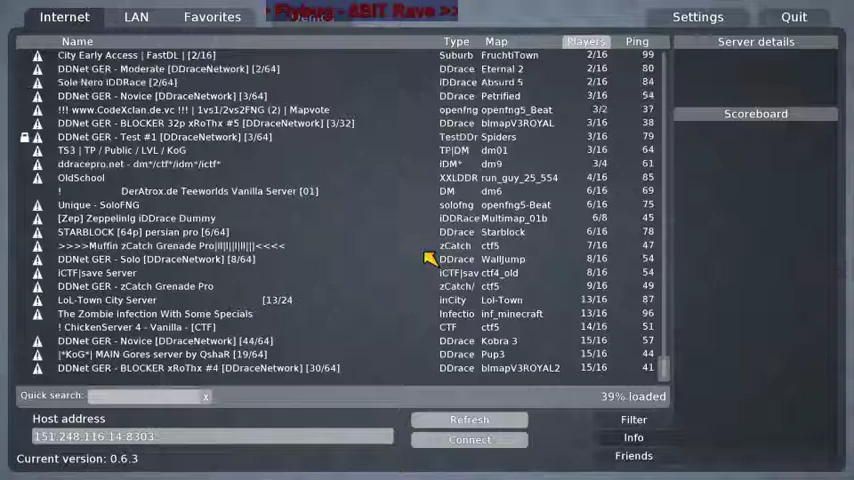 Internet LAN Favorites Flybug - 8BIT Rave >> Settings Quit
Name Type Map Players Ping Server details
City Early Access | FastDL | [2/16] Suburb FruchtiTown 2/16 99
DDNet GER - Moderate [DDraceNetwork] [2/64] DDrace Eternal 2 2/16 80
Sole Nero iDDRace [2/64] iDDrace Absurd 5 2/16 84
DDNet GER - Novice [DDraceNetwork] [3/64] DDrace Petrified 3/16 54
!!! www.CodeXclan.de.vc !!! | 1vs1/2vs2FNG (2) | Mapvote openfng openfng5_Beat 3/2 37
DDNet GER - BLOCKER 32p xRoThx #5 [DDraceNetwork] [3/32] DDrace blmapV3ROYAL 3/16 38
DDNet GER - Test #1 [DDraceNetwork] [3/64] TestDDr Spiders 3/16 79
TS3 | TP / Public / LVL / KoG TP|DM dm01 3/16 64
ddracepro.net - dm*/ctf*/idm*/ictf* iDM* dm9 3/4 61
OldSchool XXLDDR run_guy_25_554 4/16 85
! DerAtrox.de Teeworlds Vanilla Server [01] DM dm6 6/16 69
Unique - SoloFNG solofng openfng5-Beat 6/16 75
[Zep] Zeppelinlg iDDrace Dummy iDDRace Multimap_01b 6/8 45
STARBLOCK [64p] persian pro [6/64] DDrace Starblock 6/16 78
>>>>Muffin zCatch Grenade Pro|ll|l||l|ll|||<<<< zCatch ctf5 7/16 47
DDNet GER - Solo [DDraceNetwork] [8/64] DDrace WallJump 8/16 54
iCTF|save Server iCTF|sav ctf4_old 8/16 54
DDNet GER - zCatch Grenade Pro zCatch/ ctf5 9/16 49
LoL-Town City Server [13/24 inCity Lol-Town 13/16 87
The Zombie Infection With Some Specials Infectio inf_minecraft 13/16 96
! ChickenServer 4 - Vanilla - [CTF] CTF ctf5 14/16 51
DDNet GER - Novice [DDraceNetwork] [44/64] DDrace Kobra 3 15/16 57
|*KoG*| MAIN Gores server by QshaR [19/64] DDrace Pup3 15/16 44
DDNet GER - BLOCKER xRoThx #4 [DDraceNetwork] [30/64] DDrace blmapV3ROYAL2 15/16 41
Scoreboard
Quick search: x 39% loaded
Host address Refresh Filter
151.248.116.14:8303 Connect Info
Current version: 0.6.3 Friends